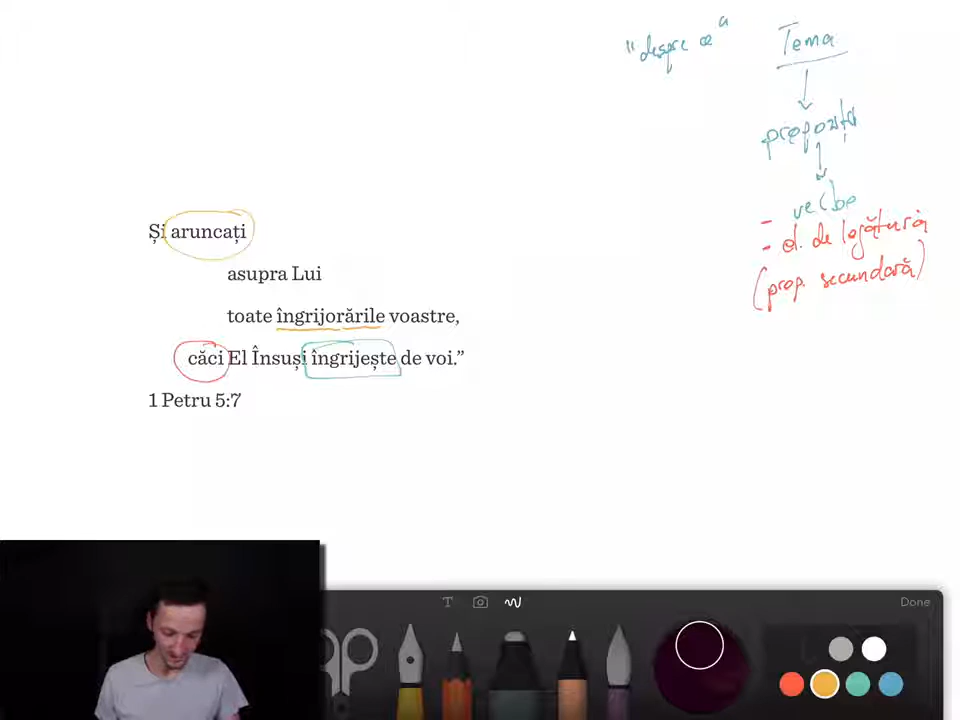 "despre ce"
Tema
propoziții
verbe
- el. de legătură
(prop. secundară)
Și aruncați
asupra Lui
toate îngrijorările voastre,
căci El Însuși îngrijește de voi.”
1 Petru 5:7
T
Done